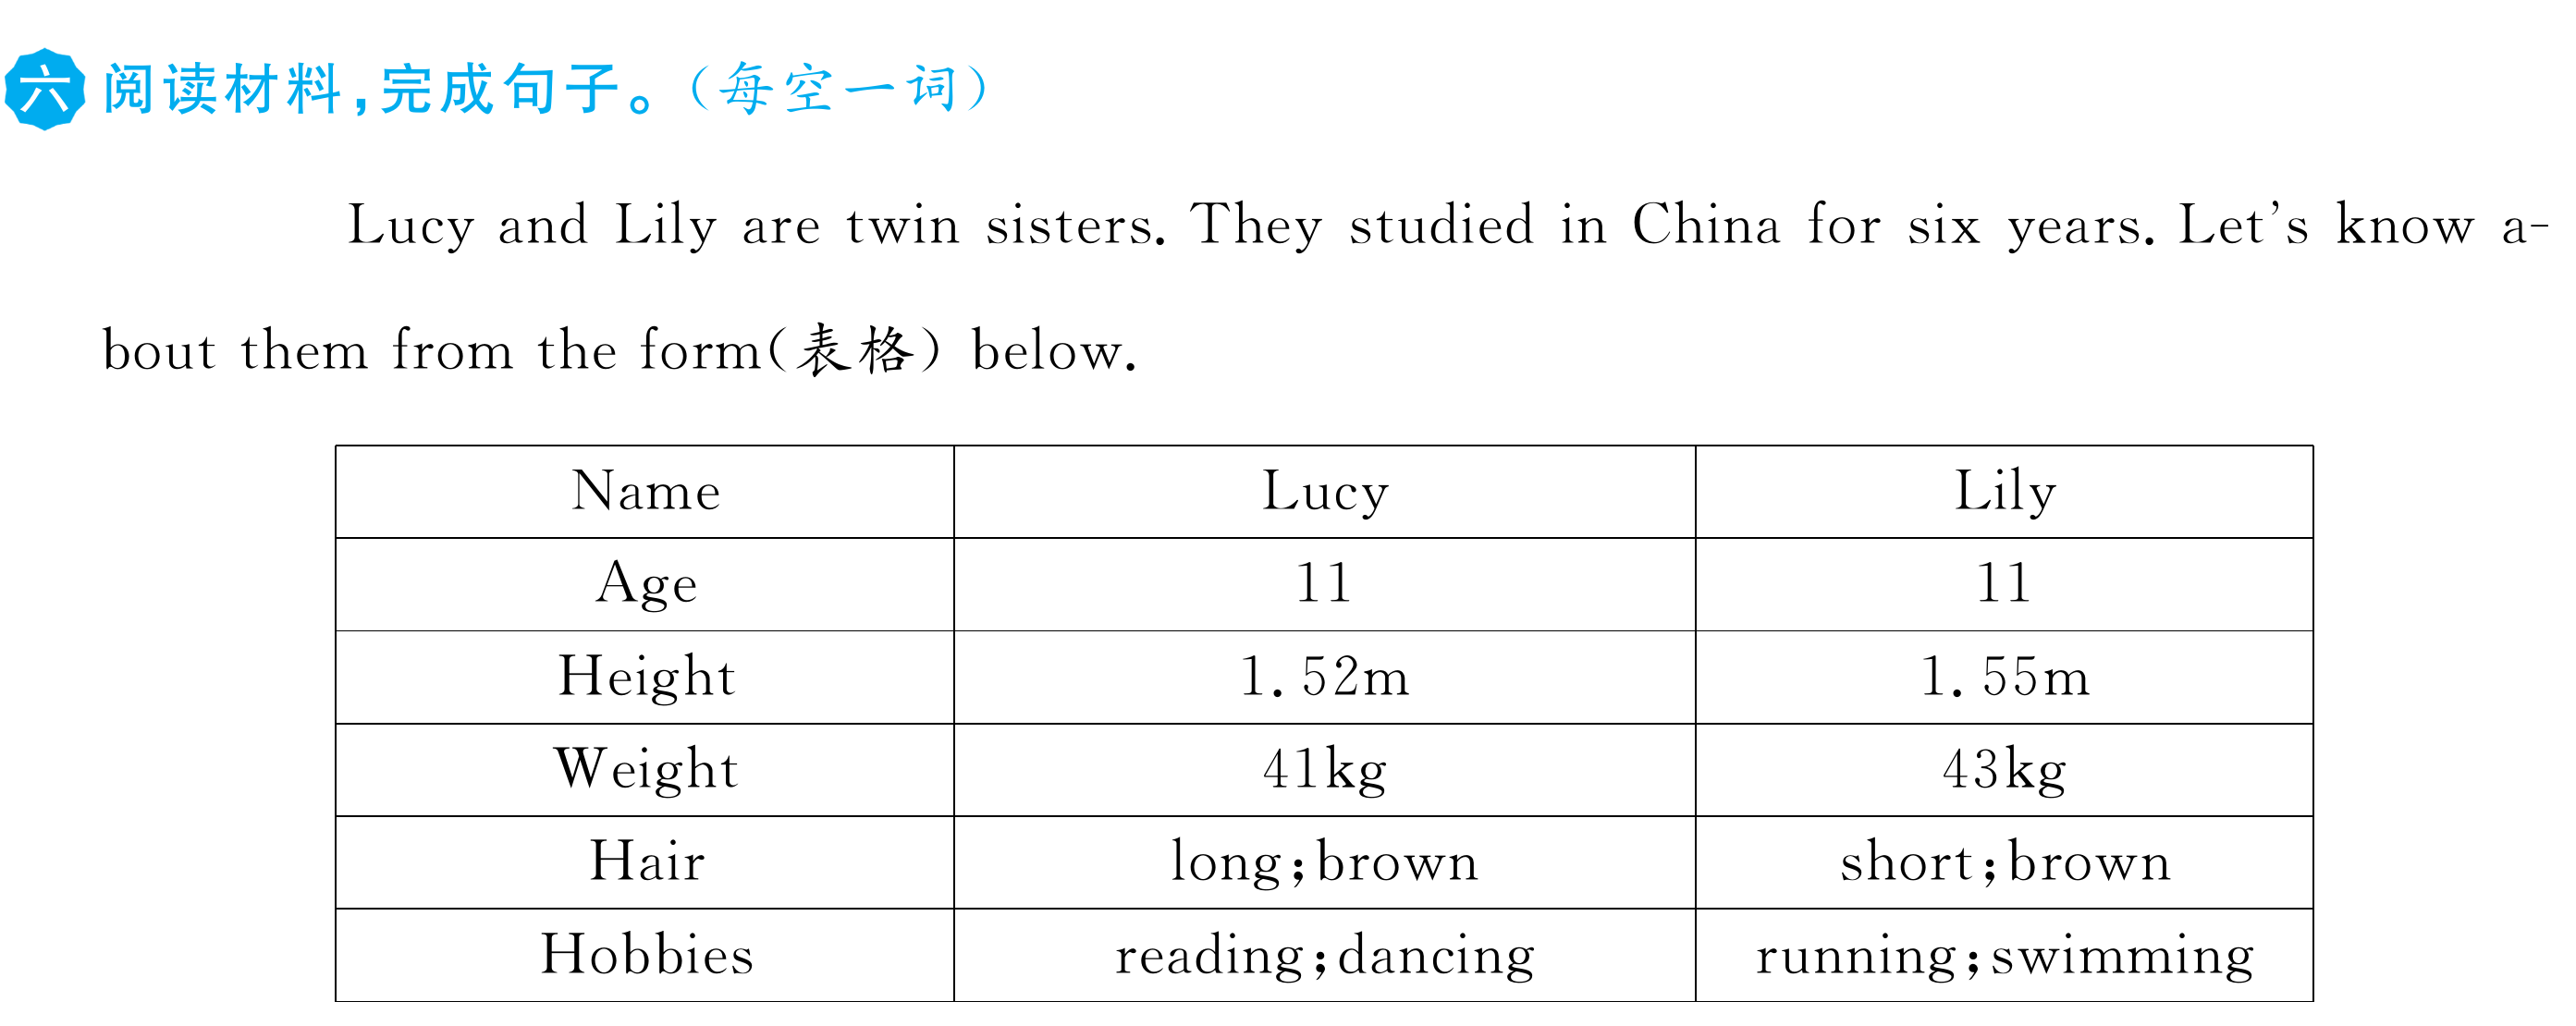 六 阅读材料,完成句子。(每空一词)
Lucy and Lily are twin sisters. They studied in China for six years. Let's know a-
bout them from the form(表格) below.
Name Lucy Lily
Age 11 11
Height 1.52m 1.55m
Weight 41kg 43kg
Hair long;brown short;brown
Hobbies reading;dancing running;swimming